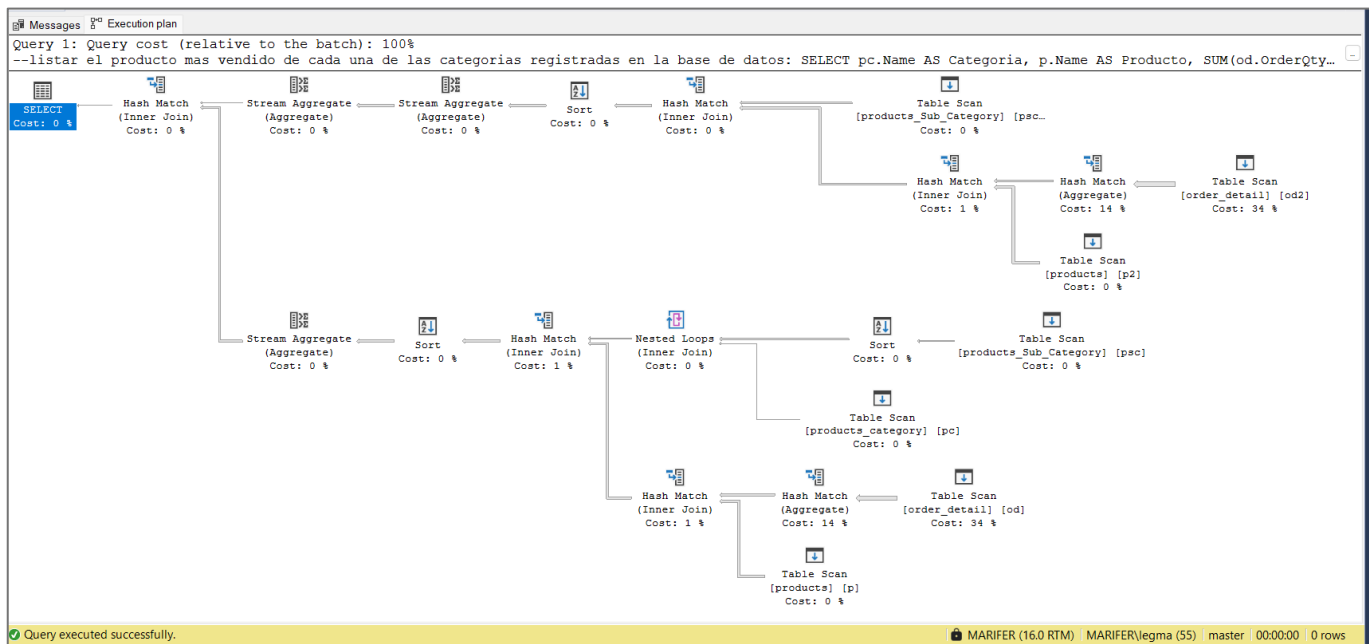 Messages Execution plan
Query 1: Query cost (relative to the batch): 100%
--listar el producto mas vendido de cada una de las categorias registradas en la base de datos: SELECT pc.Name AS Categoria, p.Name AS Producto, SUM(od.OrderQty...
SELECT
Cost: 0 %
Hash Match
(Inner Join)
Cost: 0 %
Stream Aggregate
(Aggregate)
Cost: 0 %
Stream Aggregate
(Aggregate)
Cost: 0 %
Sort
Cost: 0 %
Hash Match
(Inner Join)
Cost: 0 %
Table Scan
[products_Sub_Category] [psc…
Cost: 0 %
Hash Match
(Inner Join)
Cost: 1 %
Hash Match
(Aggregate)
Cost: 14 %
Table Scan
[order_detail] [od2]
Cost: 34 %
Table Scan
[products] [p2]
Cost: 0 %
Stream Aggregate
(Aggregate)
Cost: 0 %
Sort
Cost: 0 %
Hash Match
(Inner Join)
Cost: 1 %
Nested Loops
(Inner Join)
Cost: 0 %
Sort
Cost: 0 %
Table Scan
[products_Sub_Category] [psc]
Cost: 0 %
Table Scan
[products_category] [pc]
Cost: 0 %
Hash Match
(Inner Join)
Cost: 1 %
Hash Match
(Aggregate)
Cost: 14 %
Table Scan
[order_detail] [od]
Cost: 34 %
Table Scan
[products] [p]
Cost: 0 %
Query executed successfully.
MARIFER (16.0 RTM) MARIFER\legma (55) master 00:00:00 0 rows